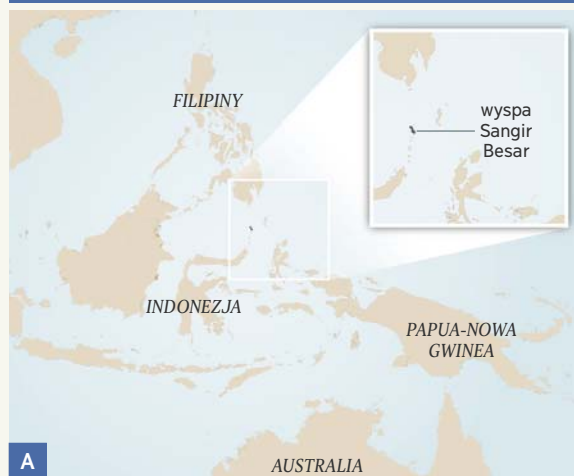 FILIPINY
wyspa
Sangir
Besar
INDONEZJA
PAPUA-NOWA
GWINEA
AUSTRALIA
A